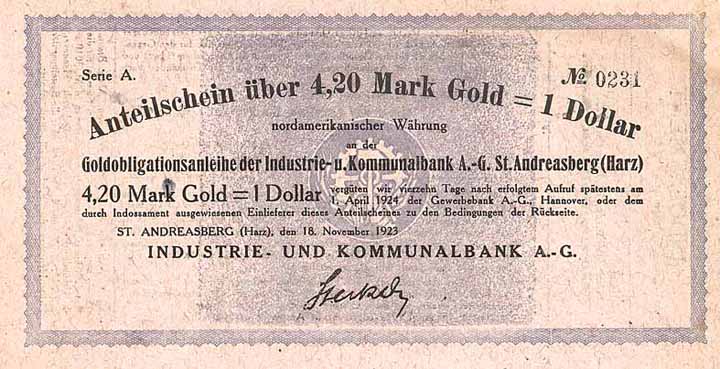 Serie A.
№ 0231
Anteilschein über 4,20 Mark Gold = 1 Dollar
nordamerikanischer Währung
an der
Goldobligationsanleihe der Industrie- u. Kommunalbank A.-G. St. Andreasberg (Harz)
4,20 Mark Gold = 1 Dollar vergüten wir vierzehn Tage nach erfolgtem Aufruf spätestens am
1. April 1924 der Gewerbebank A.-G., Hannover, oder dem
durch Indossament ausgewiesenen Einlieferer dieses Anteilscheines zu den Bedingungen der Rückseite.
ST. ANDREASBERG (Harz), den 18. November 1923
INDUSTRIE- UND KOMMUNALBANK A.-G.